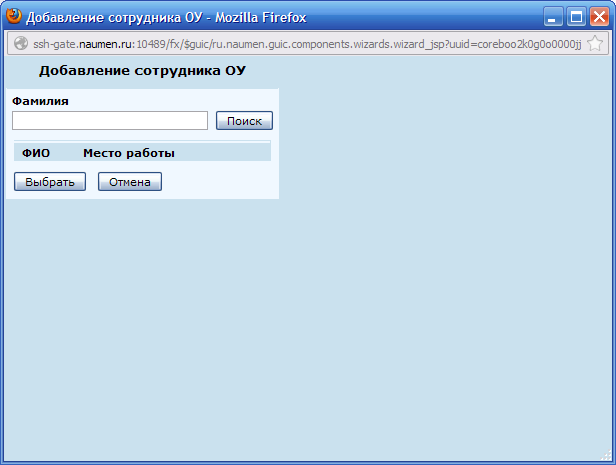 Добавление сотрудника ОУ - Mozilla Firefox
ssh-gate.naumen.ru:10489/fx/$guic/ru.naumen.guic.components.wizards.wizard_jsp?uuid=coreboo2k0g0o0000jj
Добавление сотрудника ОУ
Фамилия
Поиск
ФИО Место работы
Выбрать Отмена